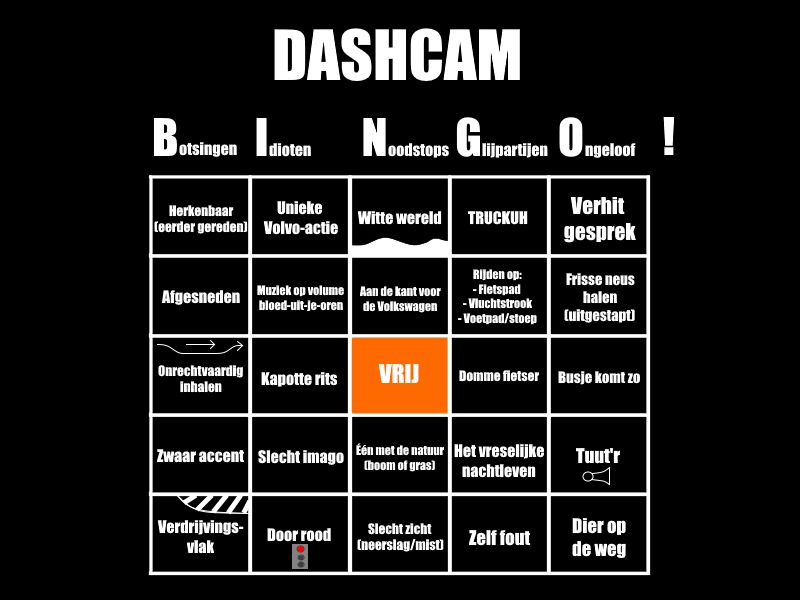 DASHCAM
Botsingen Idioten Noodstops Glijpartijen Ongeloof !
Herkenbaar
(eerder gereden)
Unieke
Volvo-actie
Witte wereld
TRUCKUH
Verhit
gesprek
Afgesneden
Muziek op volume
bloed-uit-je-oren
Aan de kant voor
de Volkswagen
Rijden op:
- Fietspad
- Vluchtstrook
- Voetpad/stoep
Frisse neus
halen
(uitgestapt)
Onrechtvaardig
inhalen
Kapotte rits
VRIJ
Domme fietser
Busje komt zo
Zwaar accent
Slecht imago
Één met de natuur
(boom of gras)
Het vreselijke
nachtleven
Tuut'r
Verdrijvings-
vlak
Door rood
Slecht zicht
(neerslag/mist)
Zelf fout
Dier op
de weg